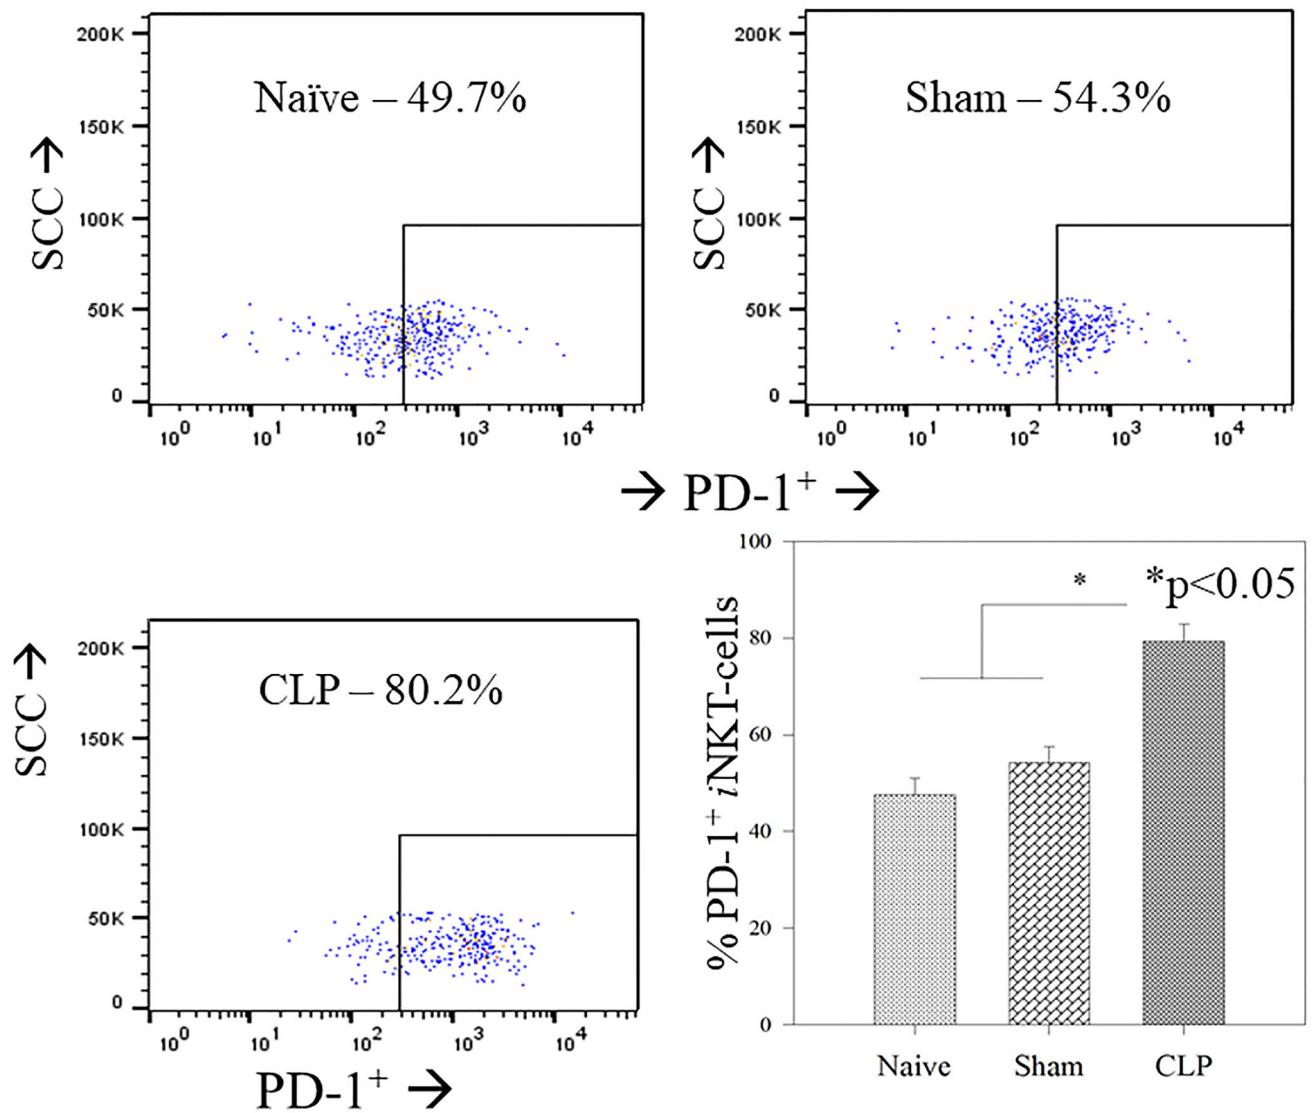 200K
150K
100K
50K
0
SCC →
Naïve – 49.7%
10⁰ 10¹ 10² 10³ 10⁴
200K
150K
100K
50K
0
SCC →
Sham – 54.3%
10⁰ 10¹ 10² 10³ 10⁴
→ PD-1⁺ →
200K
150K
100K
50K
0
SCC →
CLP – 80.2%
10⁰ 10¹ 10² 10³ 10⁴
PD-1⁺ →
% PD-1⁺ iNKT-cells
100
80
60
40
20
0
*
*p<0.05
Naive Sham CLP